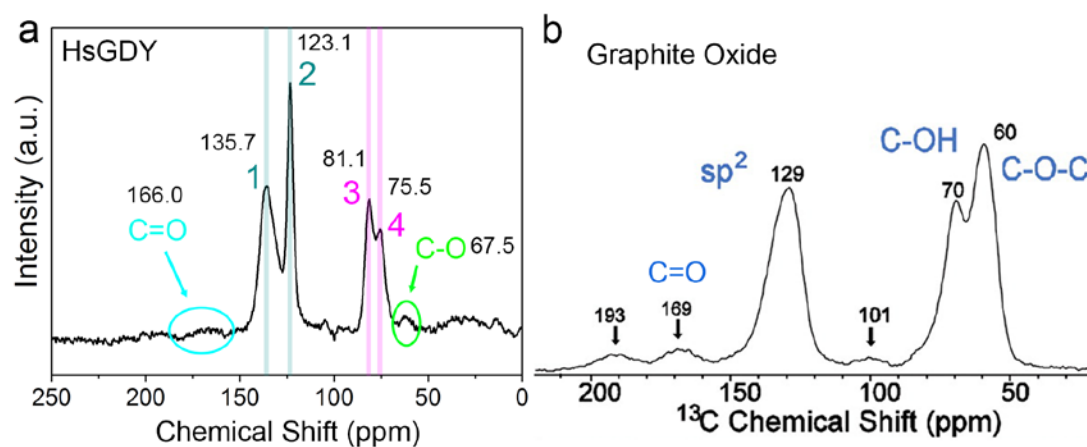 a
HsGDY
123.1
2
135.7
1
81.1
3
75.5
4
166.0
C=O
C-O
67.5
Intensity (a.u.)
250 200 150 100 50 0
Chemical Shift (ppm)
b
Graphite Oxide
C-OH
60
C-O-C
sp²
129
70
C=O
193
169
101
200 150 100 50
¹³C Chemical Shift (ppm)